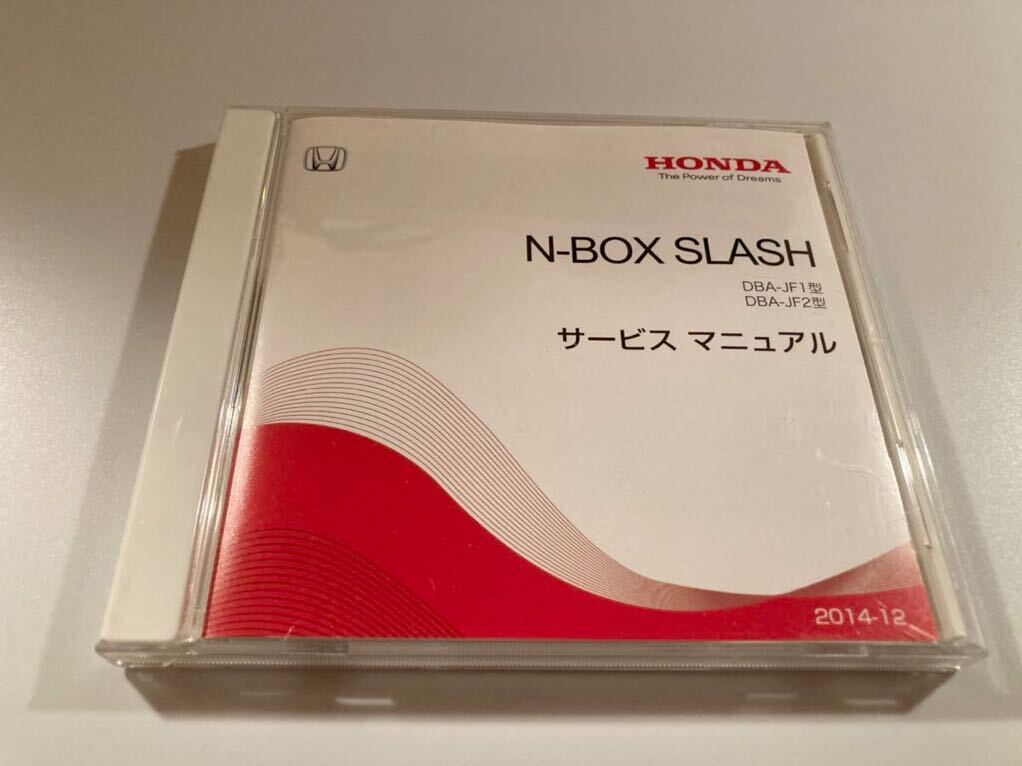 HONDA
The Power of Dreams
N-BOX SLASH
DBA-JF1型
DBA-JF2型
サービス マニュアル
2014-12